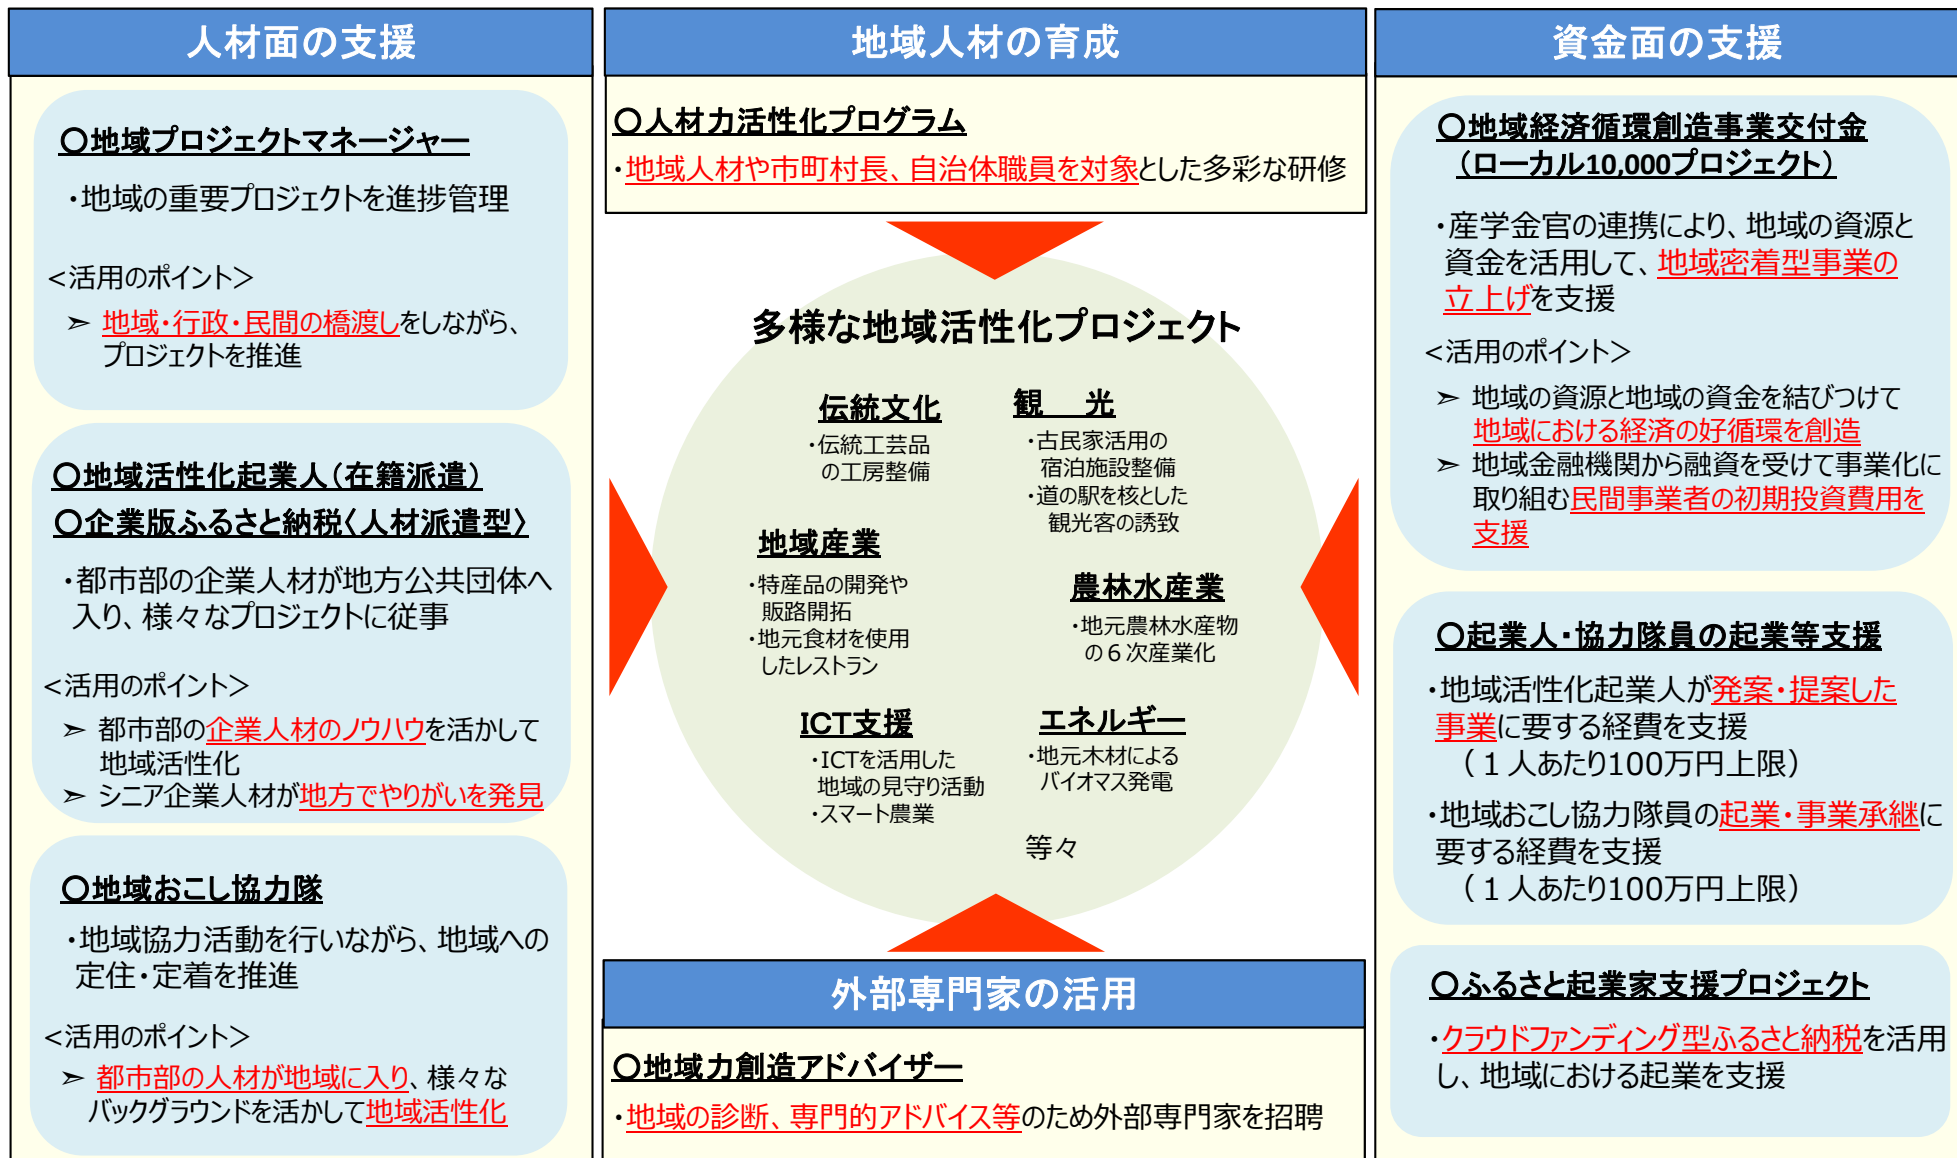 人材面の支援
〇地域プロジェクトマネージャー
・地域の重要プロジェクトを進捗管理
＜活用のポイント＞
➢ 地域・行政・民間の橋渡しをしながら、
プロジェクトを推進
〇地域活性化起業人（在籍派遣）
〇企業版ふるさと納税〈人材派遣型〉
・都市部の企業人材が地方公共団体へ
入り、様々なプロジェクトに従事
＜活用のポイント＞
➢ 都市部の企業人材のノウハウを活かして
地域活性化
➢ シニア企業人材が地方でやりがいを発見
〇地域おこし協力隊
・地域協力活動を行いながら、地域への
定住・定着を推進
＜活用のポイント＞
➢ 都市部の人材が地域に入り、様々な
バックグラウンドを活かして地域活性化
地域人材の育成
〇人材力活性化プログラム
・地域人材や市町村長、自治体職員を対象とした多彩な研修
多様な地域活性化プロジェクト
伝統文化
・伝統工芸品
の工房整備
観　光
・古民家活用の
宿泊施設整備
・道の駅を核とした
観光客の誘致
地域産業
・特産品の開発や
販路開拓
・地元食材を使用
したレストラン
農林水産業
・地元農林水産物
の６次産業化
ICT支援
・ICTを活用した
地域の見守り活動
・スマート農業
エネルギー
・地元木材による
バイオマス発電
等々
外部専門家の活用
〇地域力創造アドバイザー
・地域の診断、専門的アドバイス等のため外部専門家を招聘
資金面の支援
〇地域経済循環創造事業交付金
（ローカル10,000プロジェクト）
・産学金官の連携により、地域の資源と
資金を活用して、地域密着型事業の
立上げを支援
＜活用のポイント＞
➢ 地域の資源と地域の資金を結びつけて
地域における経済の好循環を創造
➢ 地域金融機関から融資を受けて事業化に
取り組む民間事業者の初期投資費用を
支援
〇起業人・協力隊員の起業等支援
・地域活性化起業人が発案・提案した
事業に要する経費を支援
（１人あたり100万円上限）
・地域おこし協力隊員の起業・事業承継に
要する経費を支援
（１人あたり100万円上限）
〇ふるさと起業家支援プロジェクト
・クラウドファンディング型ふるさと納税を活用
し、地域における起業を支援